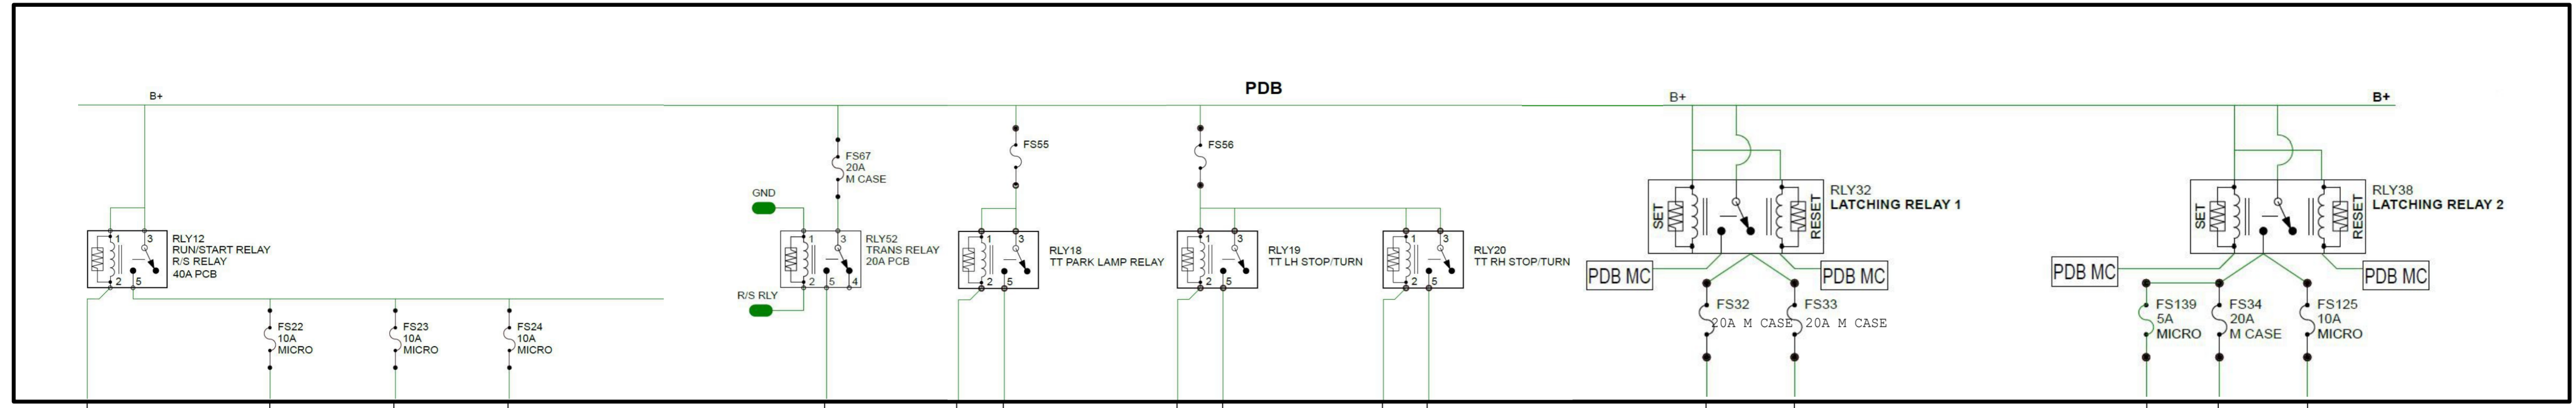 PDB
B+
B+
B+
FS67
20A
M CASE
FS55
FS56
GND
RLY12
RUN/START RELAY
R/S RELAY
40A PCB
1
3
2
5
RLY52
TRANS RELAY
20A PCB
1
3
2
5
4
R/S RLY
RLY18
TT PARK LAMP RELAY
1
3
2
5
RLY19
TT LH STOP/TURN
1
3
2
5
RLY20
TT RH STOP/TURN
1
3
2
5
RLY32
LATCHING RELAY 1
SET
RESET
PDB MC
PDB MC
RLY38
LATCHING RELAY 2
SET
RESET
PDB MC
PDB MC
FS22
10A
MICRO
FS23
10A
MICRO
FS24
10A
MICRO
FS32
20A M CASE
FS33
20A M CASE
FS139
5A
MICRO
FS34
20A
M CASE
FS125
10A
MICRO